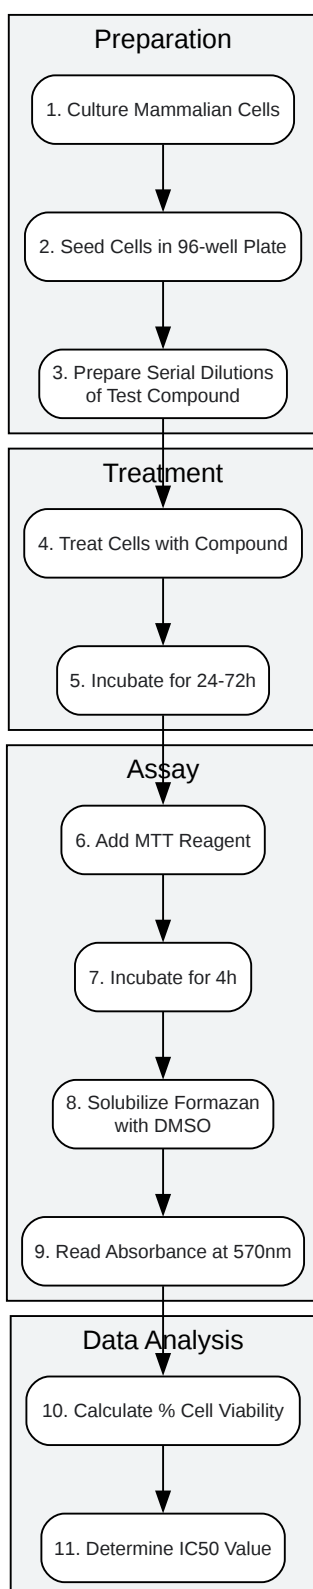 Preparation
1. Culture Mammalian Cells
2. Seed Cells in 96-well Plate
3. Prepare Serial Dilutions
of Test Compound
Treatment
4. Treat Cells with Compound
5. Incubate for 24-72h
Assay
6. Add MTT Reagent
7. Incubate for 4h
8. Solubilize Formazan
with DMSO
9. Read Absorbance at 570nm
Data Analysis
10. Calculate % Cell Viability
11. Determine IC50 Value